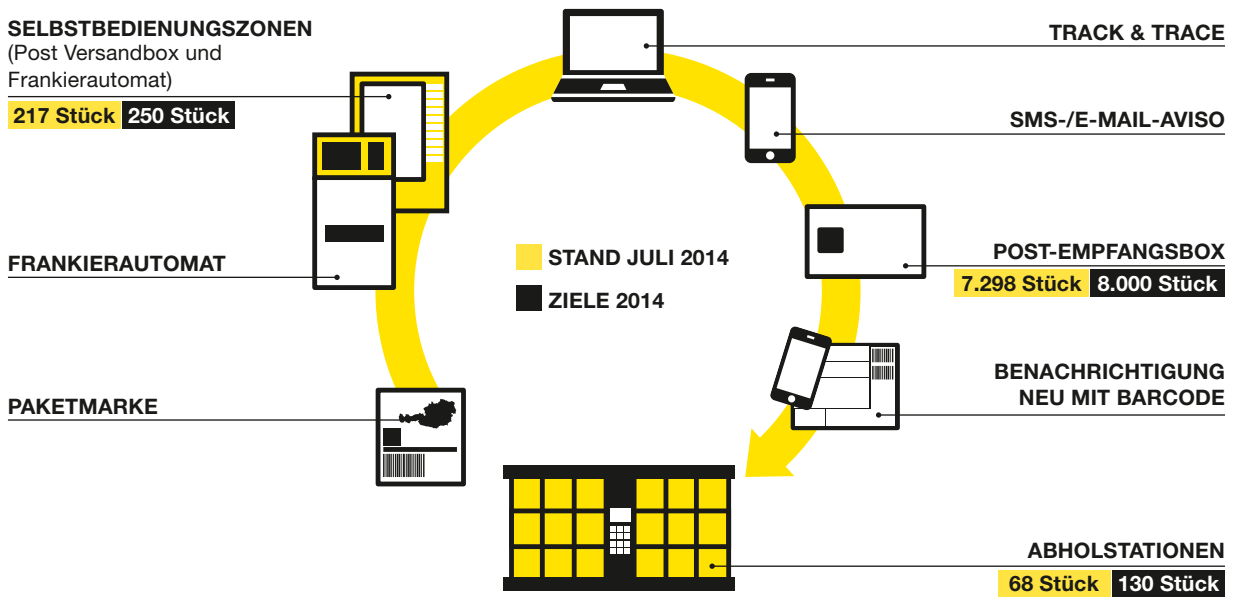 SELBSTBEDIENUNGSZONEN
(Post Versandbox und
Frankierautomat)
217 Stück 250 Stück
FRANKIERAUTOMAT
PAKETMARKE
TRACK & TRACE
SMS-/E-MAIL-AVISO
POST-EMPFANGSBOX
7.298 Stück 8.000 Stück
BENACHRICHTIGUNG
NEU MIT BARCODE
ABHOLSTATIONEN
68 Stück 130 Stück
STAND JULI 2014
ZIELE 2014